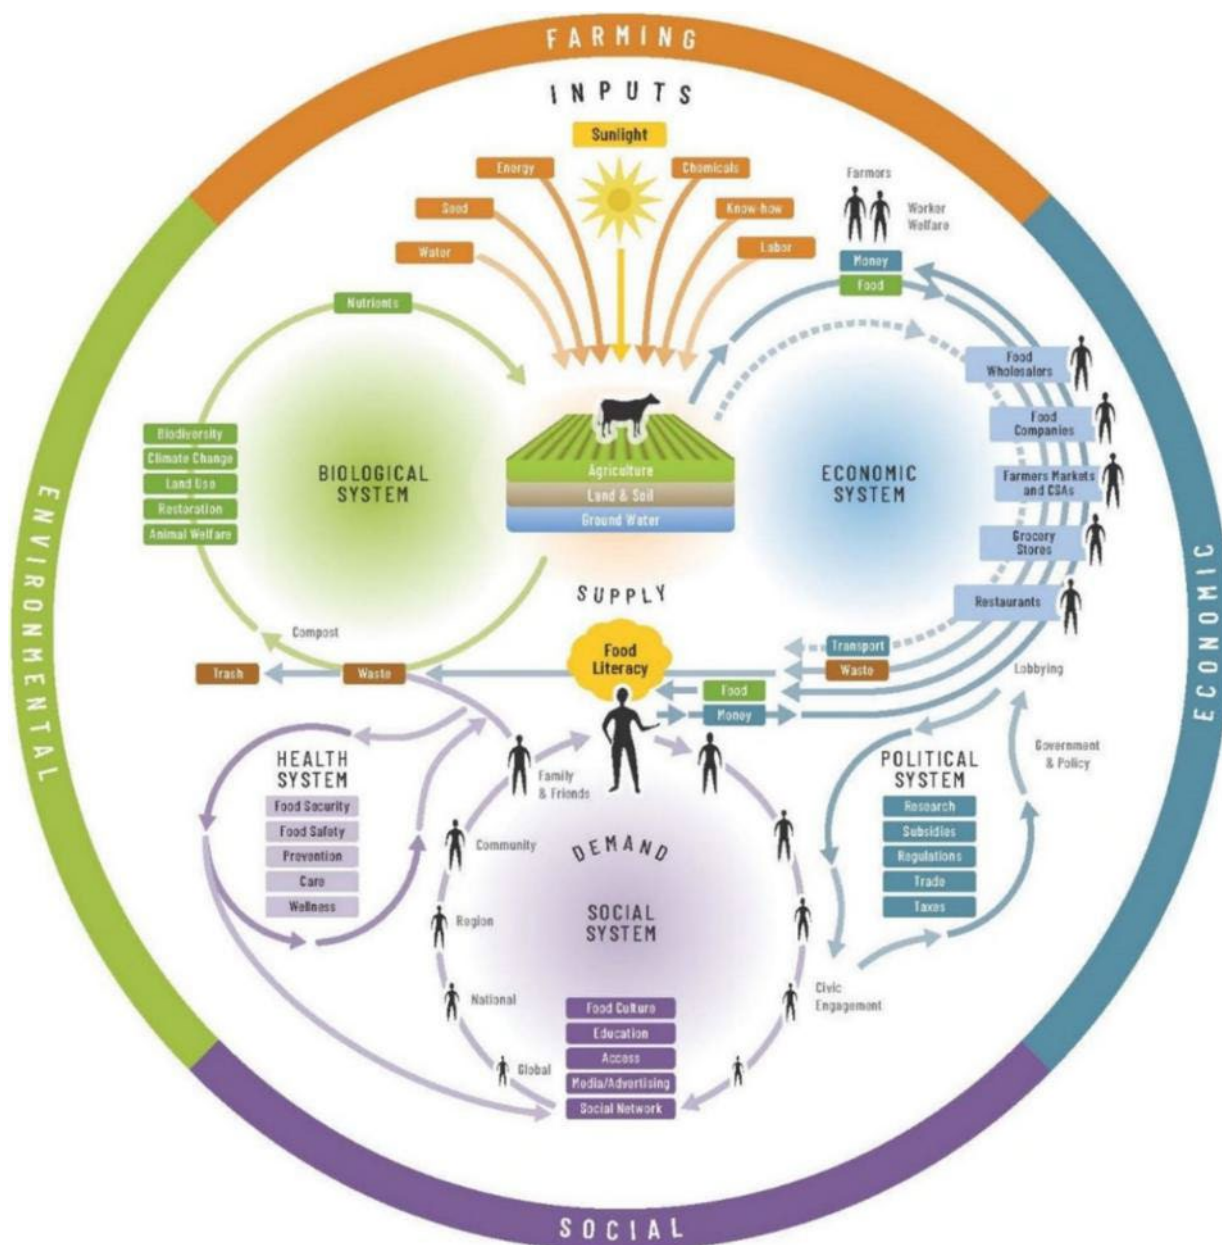 FARMING
INPUTS
Sunlight
Energy
Chemicals
Seed
Know-how
Water
Labor
Farmers
Worker
Welfare
Money
Food
Nutrients
Food
Wholesalers
Food
Companies
Farmers Markets
and CSAs
Grocery
Stores
Restaurants
Biodiversity
Climate Change
Land Use
Restoration
Animal Welfare
BIOLOGICAL
SYSTEM
Agriculture
Land & Soil
Ground Water
ECONOMIC
SYSTEM
SUPPLY
Compost
Trash
Waste
Food
Literacy
Transport
Waste
Food
Money
Lobbying
Government
& Policy
ENVIRONMENTAL
ECONOMIC
HEALTH
SYSTEM
Food Security
Food Safety
Prevention
Care
Wellness
Family
& Friends
Community
Region
National
Global
DEMAND
SOCIAL
SYSTEM
Food Culture
Education
Access
Media/Advertising
Social Network
POLITICAL
SYSTEM
Research
Subsidies
Regulations
Trade
Taxes
Civic
Engagement
SOCIAL